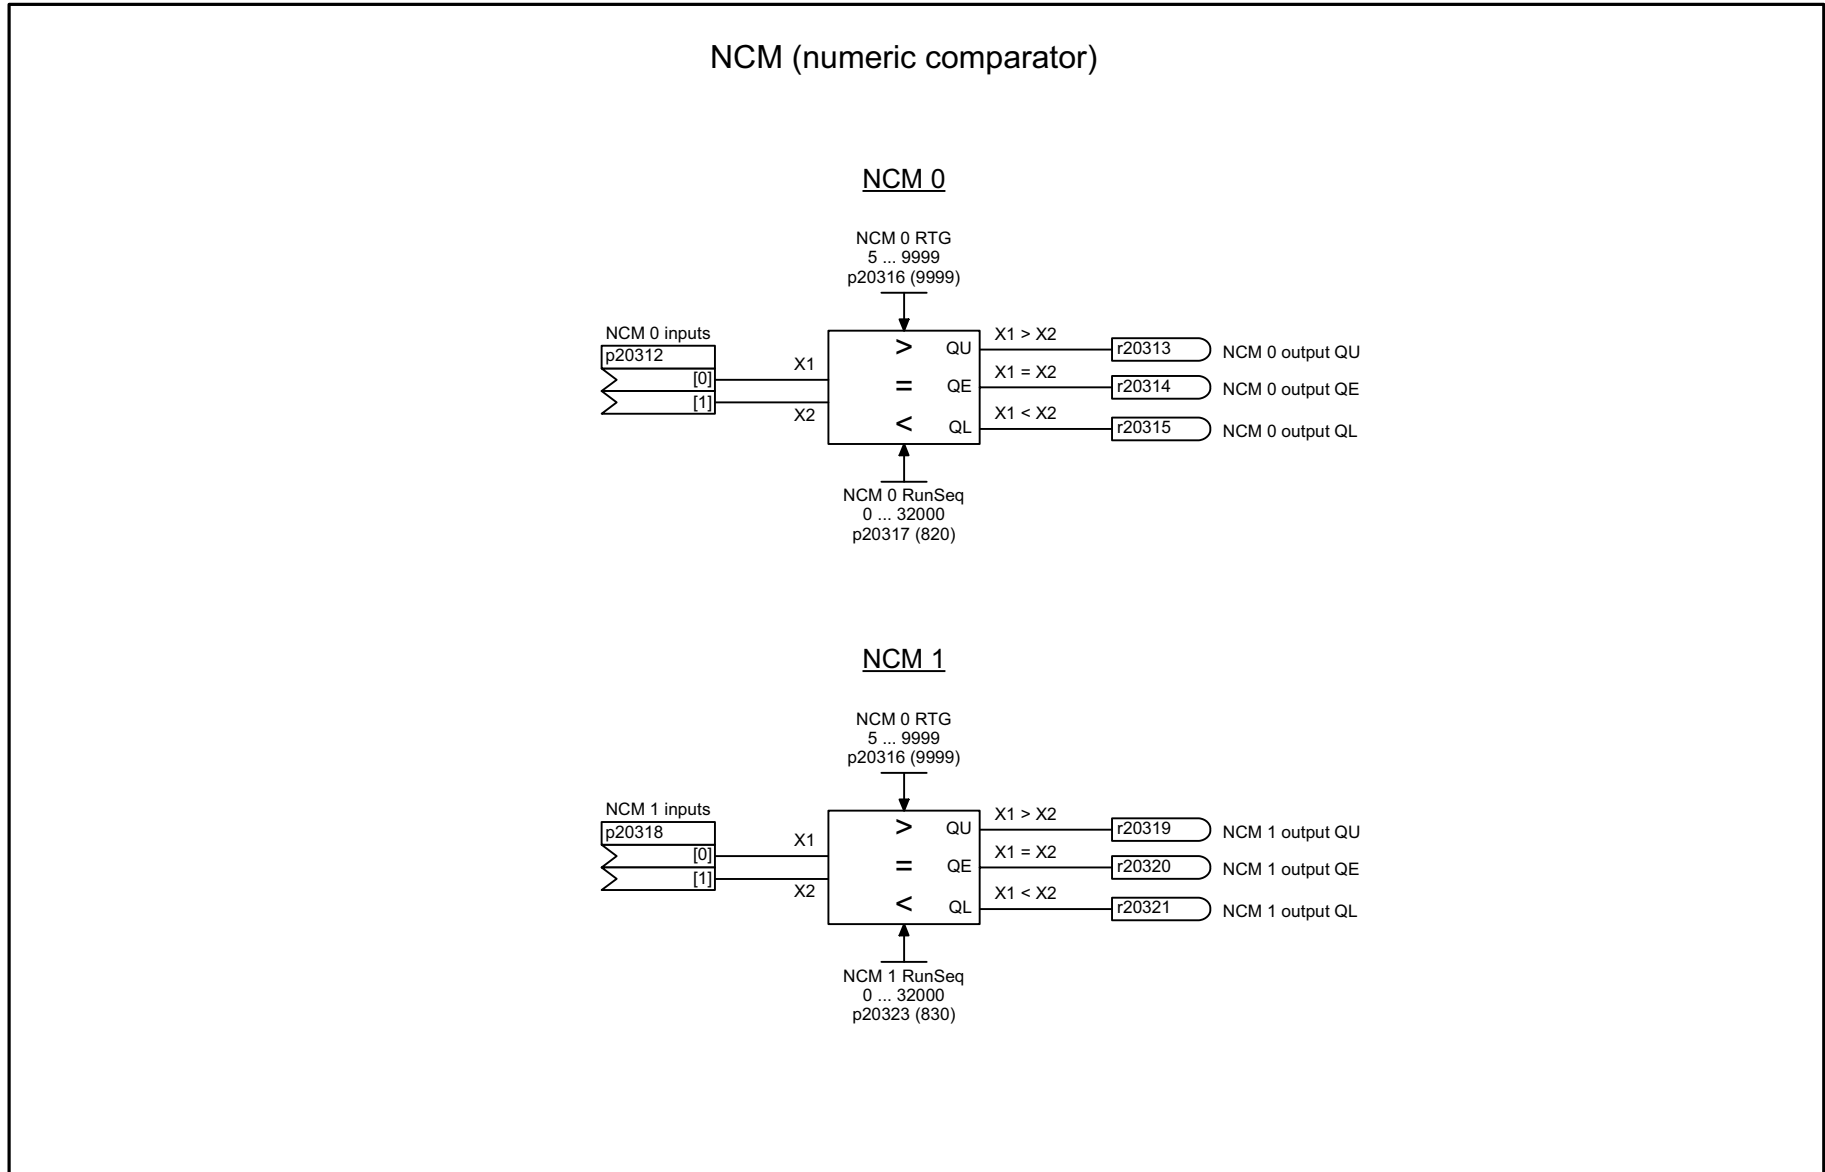 NCM (numeric comparator)
NCM 0
NCM 0 RTG
5 ... 9999
p20316 (9999)
NCM 0 inputs
p20312
[0]
[1]
X1
X2
>
=
<
QU
QE
QL
X1 > X2
X1 = X2
X1 < X2
r20313
NCM 0 output QU
r20314
NCM 0 output QE
r20315
NCM 0 output QL
NCM 0 RunSeq
0 ... 32000
p20317 (820)
NCM 1
NCM 0 RTG
5 ... 9999
p20316 (9999)
NCM 1 inputs
p20318
[0]
[1]
X1
X2
>
=
<
QU
QE
QL
X1 > X2
X1 = X2
X1 < X2
r20319
NCM 1 output QU
r20320
NCM 1 output QE
r20321
NCM 1 output QL
NCM 1 RunSeq
0 ... 32000
p20323 (830)